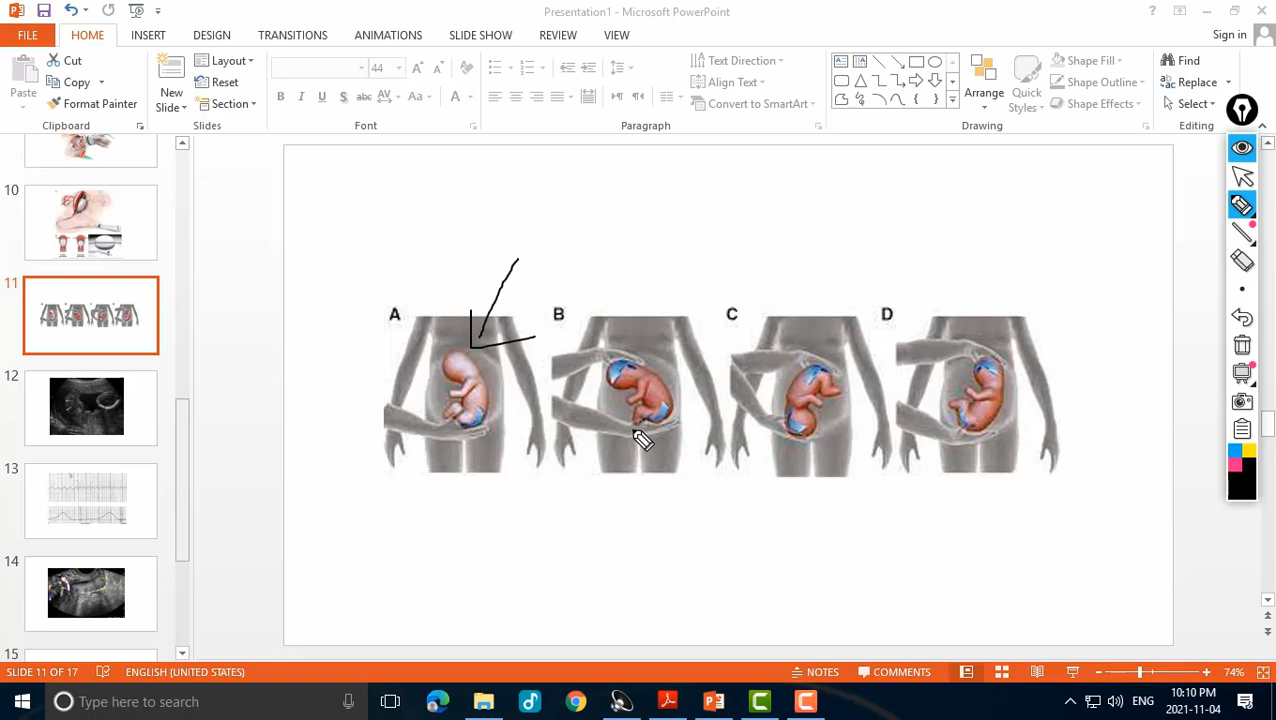 Presentation1 - Microsoft PowerPoint
FILE
HOME
INSERT
DESIGN
TRANSITIONS
ANIMATIONS
SLIDE SHOW
REVIEW
VIEW
Sign in
Paste
Cut
Copy
Format Painter
Clipboard
New
Slide
Layout
Reset
Section
Slides
44
B I U S abc AV Aa A
Font
Text Direction
Align Text
Convert to SmartArt
Paragraph
Arrange
Quick
Styles
Shape Fill
Shape Outline
Shape Effects
Drawing
Find
Replace
Select
Editing
10
11
12
13
14
15
A B C D
SLIDE 11 OF 17
ENGLISH (UNITED STATES)
NOTES
COMMENTS
74%
Type here to search
ENG
10:10 PM
2021-11-04